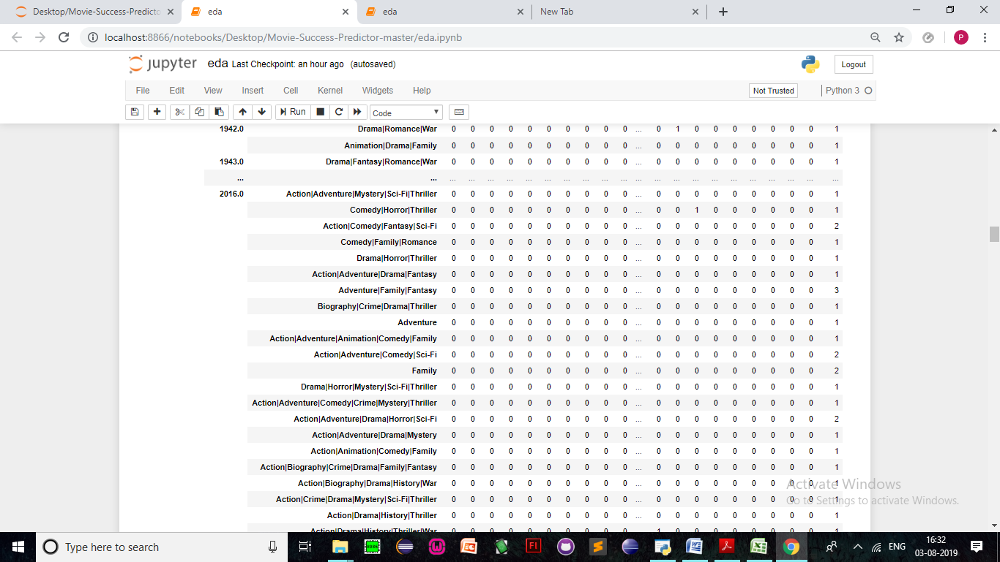 Desktop/Movie-Success-Predicto
eda
eda
New Tab
localhost:8866/notebooks/Desktop/Movie-Success-Predictor-master/eda.ipynb
P
jupyter eda Last Checkpoint: an hour ago (autosaved)
Logout
File Edit View Insert Cell Kernel Widgets Help
Not Trusted
Python 3
Run
Code
1942.0 Drama|Romance|War 0 0 0 0 0 0 0 0 0 0 ... 0 1 0 0 0 0 0 0 0 1
Animation|Drama|Family 0 0 0 0 0 0 0 0 0 0 ... 0 0 0 0 0 0 0 0 0 1
1943.0 Drama|Fantasy|Romance|War 0 0 0 0 0 0 0 0 0 0 ... 0 0 0 0 0 0 0 0 0 1
... ... ... ... ... ... ... ... ... ... ... ... ... ... ... ... ... ... ... ... ... ... ...
2016.0 Action|Adventure|Mystery|Sci-Fi|Thriller 0 0 0 0 0 0 0 0 0 0 ... 0 0 0 0 0 0 0 0 0 1
Comedy|Horror|Thriller 0 0 0 0 0 0 0 0 0 0 ... 0 0 1 0 0 0 0 0 0 1
Action|Comedy|Fantasy|Sci-Fi 0 0 0 0 0 0 0 0 0 0 ... 0 0 0 0 0 0 0 0 0 2
Comedy|Family|Romance 0 0 0 0 0 0 0 0 0 0 ... 0 0 0 0 0 0 0 0 0 1
Drama|Horror|Thriller 0 0 0 0 0 0 0 0 0 0 ... 0 0 0 0 0 0 0 0 0 1
Action|Adventure|Drama|Fantasy 0 0 0 0 0 0 0 0 0 0 ... 0 0 0 0 0 0 0 0 0 1
Adventure|Family|Fantasy 0 0 0 0 0 0 0 0 0 0 ... 0 0 0 0 0 0 0 0 0 3
Biography|Crime|Drama|Thriller 0 0 0 0 0 0 0 0 0 0 ... 0 0 0 0 0 0 0 0 0 1
Adventure 0 0 0 0 0 0 0 0 0 0 ... 0 0 0 0 0 0 0 0 0 1
Action|Adventure|Animation|Comedy|Family 0 0 0 0 0 0 0 0 0 0 ... 0 0 0 0 0 0 0 0 0 1
Action|Adventure|Comedy|Sci-Fi 0 0 0 0 0 0 0 0 0 0 ... 0 0 0 0 0 0 0 0 0 2
Family 0 0 0 0 0 0 0 0 0 0 ... 0 0 0 0 0 0 0 0 0 2
Drama|Horror|Mystery|Sci-Fi|Thriller 0 0 0 0 0 0 0 0 0 0 ... 0 0 0 0 0 0 0 0 0 1
Action|Adventure|Comedy|Crime|Mystery|Thriller 0 0 0 0 0 0 0 0 0 0 ... 0 0 0 0 0 0 0 0 0 1
Action|Adventure|Drama|Horror|Sci-Fi 0 0 0 0 0 0 0 0 0 0 ... 0 0 0 0 0 0 0 0 0 2
Action|Adventure|Drama|Mystery 0 0 0 0 0 0 0 0 0 0 ... 0 0 0 0 0 0 0 0 0 1
Action|Animation|Comedy|Family 0 0 0 0 0 0 0 0 0 0 ... 0 0 0 0 0 0 0 0 0 1
Action|Biography|Crime|Drama|Family|Fantasy 0 0 0 0 0 0 0 0 0 0 ... 0 0 0 0 0 0 0 0 0 1
Action|Biography|Drama|History|War 0 0 0 0 0 0 0 0 0 0 ... 0 0 0 0 0 0 0 0 0 1
Activate Windows
Action|Crime|Drama|Mystery|Sci-Fi|Thriller 0 0 0 0 0 0 0 0 0 0 ... 0 0 0 0 0 0 0 0 0 1
Go to Settings to activate Windows.
Action|Drama|History|Thriller 0 0 0 0 0 0 0 0 0 0 ... 0 0 0 0 0 0 0 0 0 1
Action|Drama|History|Thriller|War 0 0 0 0 0 0 0 0 0 0 ... 1 0 0 0 0 0 0 0 0 1
Type here to search
8085
Fl
ENG
16:32
03-08-2019